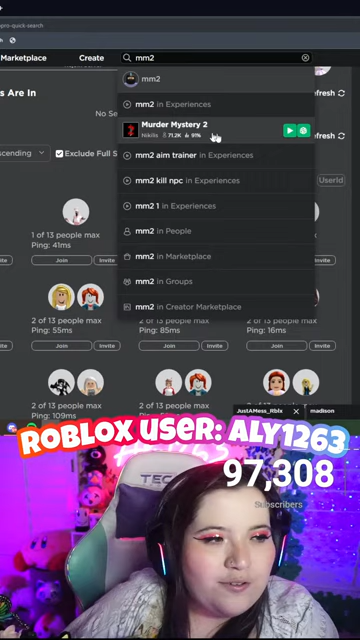 pro-quick-search
Marketplace
Create
mm2
s Are In
mm2
efresh
mm2 in Experiences
No Se
Murder Mystery 2
Nikilis 71.2K 91%
efresh
scending
Exclude Full S
mm2 aim trainer in Experiences
mm2 kill npc in Experiences
UserId
mm2 1 in Experiences
1 of 13 people max
Ping: 41ms
mm2 in People
Join
Invite
mm2 in Marketplace
mm2 in Groups
mm2 in Creator Marketplace
2 of 13 people max
Ping: 55ms
2 of 13 people max
Ping: 85ms
2 of 13 people max
Ping: 16ms
Join
Invite
Join
Invite
Join
2 of 13 people max
2 of 13 people max
JustAMess_Rblx
madison
ROBLOX USER: ALY1263
97,308
Subscribers
TEC